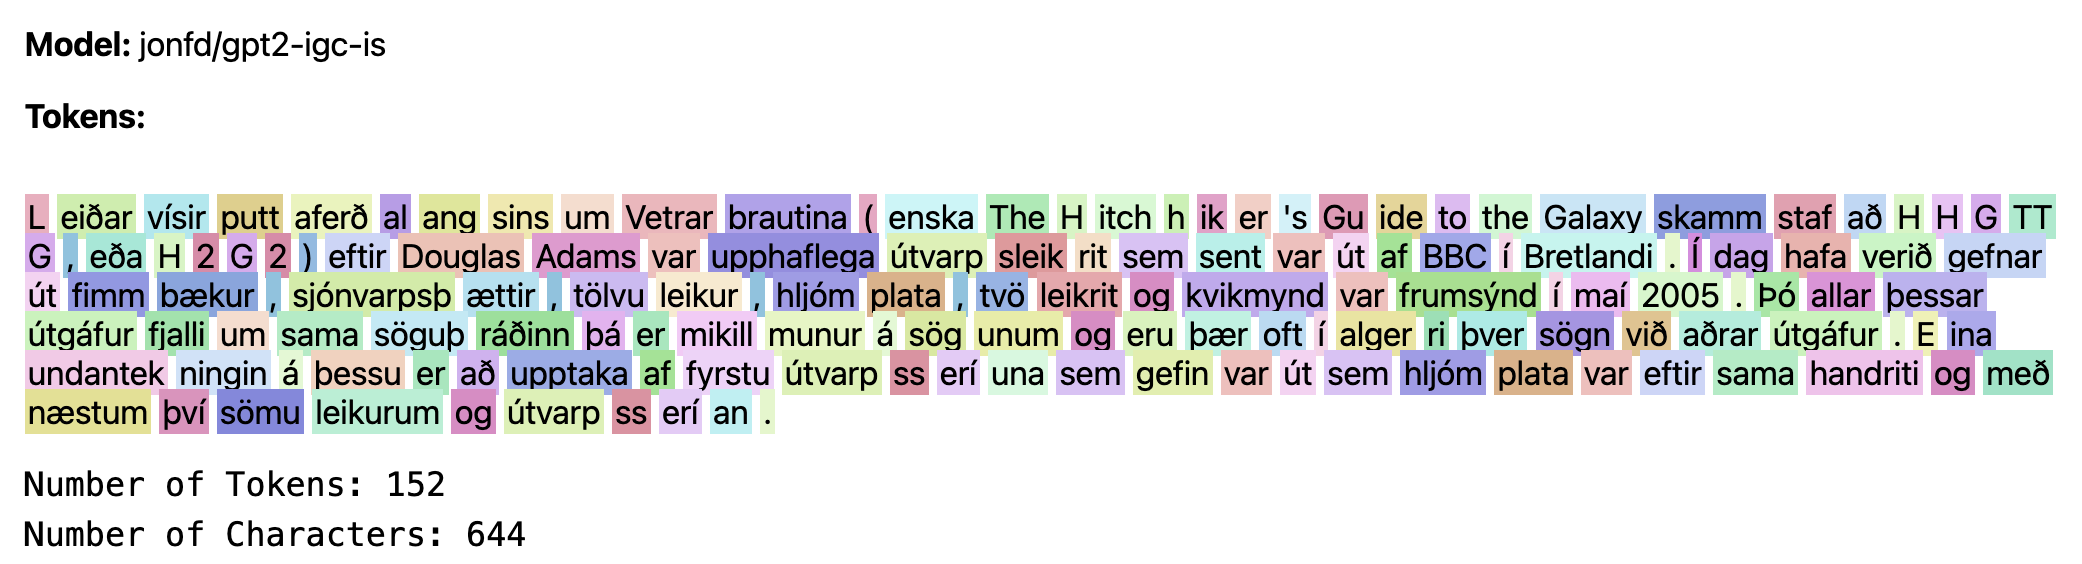 Model: jonfd/gpt2-igc-is
Tokens:
L eiðar vísir putt aferð al ang sins um Vetrar brautina ( enska The H itch h ik er 's Gu ide to the Galaxy skamm staf að H H G TT
G , eða H 2 G 2 ) eftir Douglas Adams var upphaflega útvarp sleik rit sem sent var út af BBC í Bretlandi . Í dag hafa verið gefnar
út fimm bækur , sjónvarpsþ ættir , tölvu leikur , hljóm plata , tvö leikrit og kvikmynd var frumsýnd í maí 2005 . Þó allar þessar
útgáfur fjalli um sama söguþ ráðinn þá er mikill munur á sög unum og eru þær oft í alger ri þver sögn við aðrar útgáfur . E ina
undantek ningin á þessu er að upptaka af fyrstu útvarp ss erí una sem gefin var út sem hljóm plata var eftir sama handriti og með
næstum því sömu leikurum og útvarp ss erí an .
Number of Tokens: 152
Number of Characters: 644